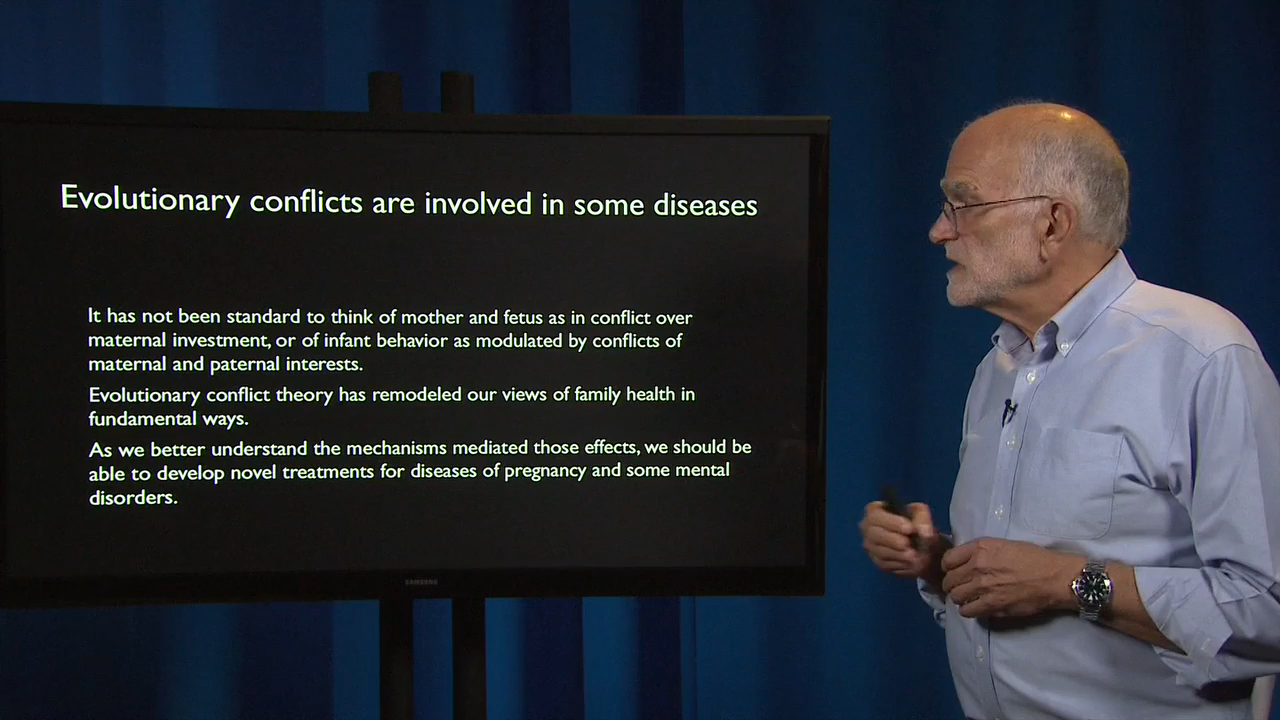 Evolutionary conflicts are involved in some diseases
It has not been standard to think of mother and fetus as in conflict over
maternal investment, or of infant behavior as modulated by conflicts of
maternal and paternal interests.
Evolutionary conflict theory has remodeled our views of family health in
fundamental ways.
As we better understand the mechanisms mediated those effects, we should be
able to develop novel treatments for diseases of pregnancy and some mental
disorders.
SAMSUNG